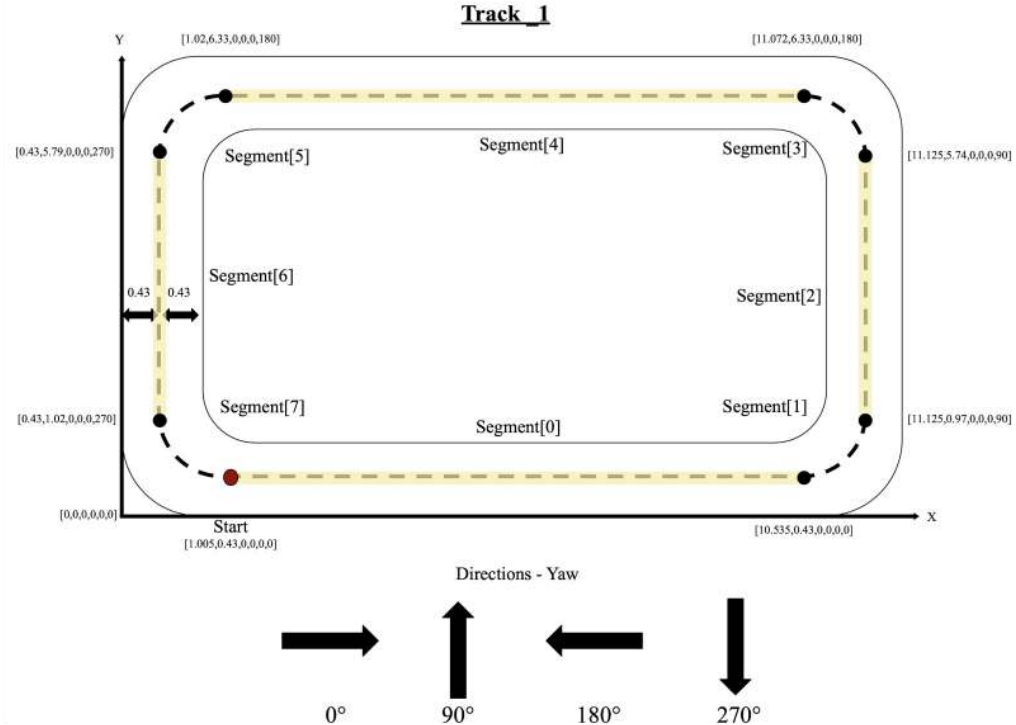 Track _1
Y
[1.02,6.33,0,0,0,180]
[11.072,6.33,0,0,0,180]
[0.43,5.79,0,0,0,270]
Segment[5]
Segment[4]
Segment[3]
[11.125,5.74,0,0,0,90]
Segment[6]
0.43
0.43
Segment[2]
[0.43,1.02,0,0,0,270]
Segment[7]
Segment[0]
Segment[1]
[11.125,0.97,0,0,0,90]
[0,0,0,0,0,0]
X
Start
[1.005,0.43,0,0,0,0]
[10.535,0.43,0,0,0,0]
Directions - Yaw
0°
90°
180°
270°